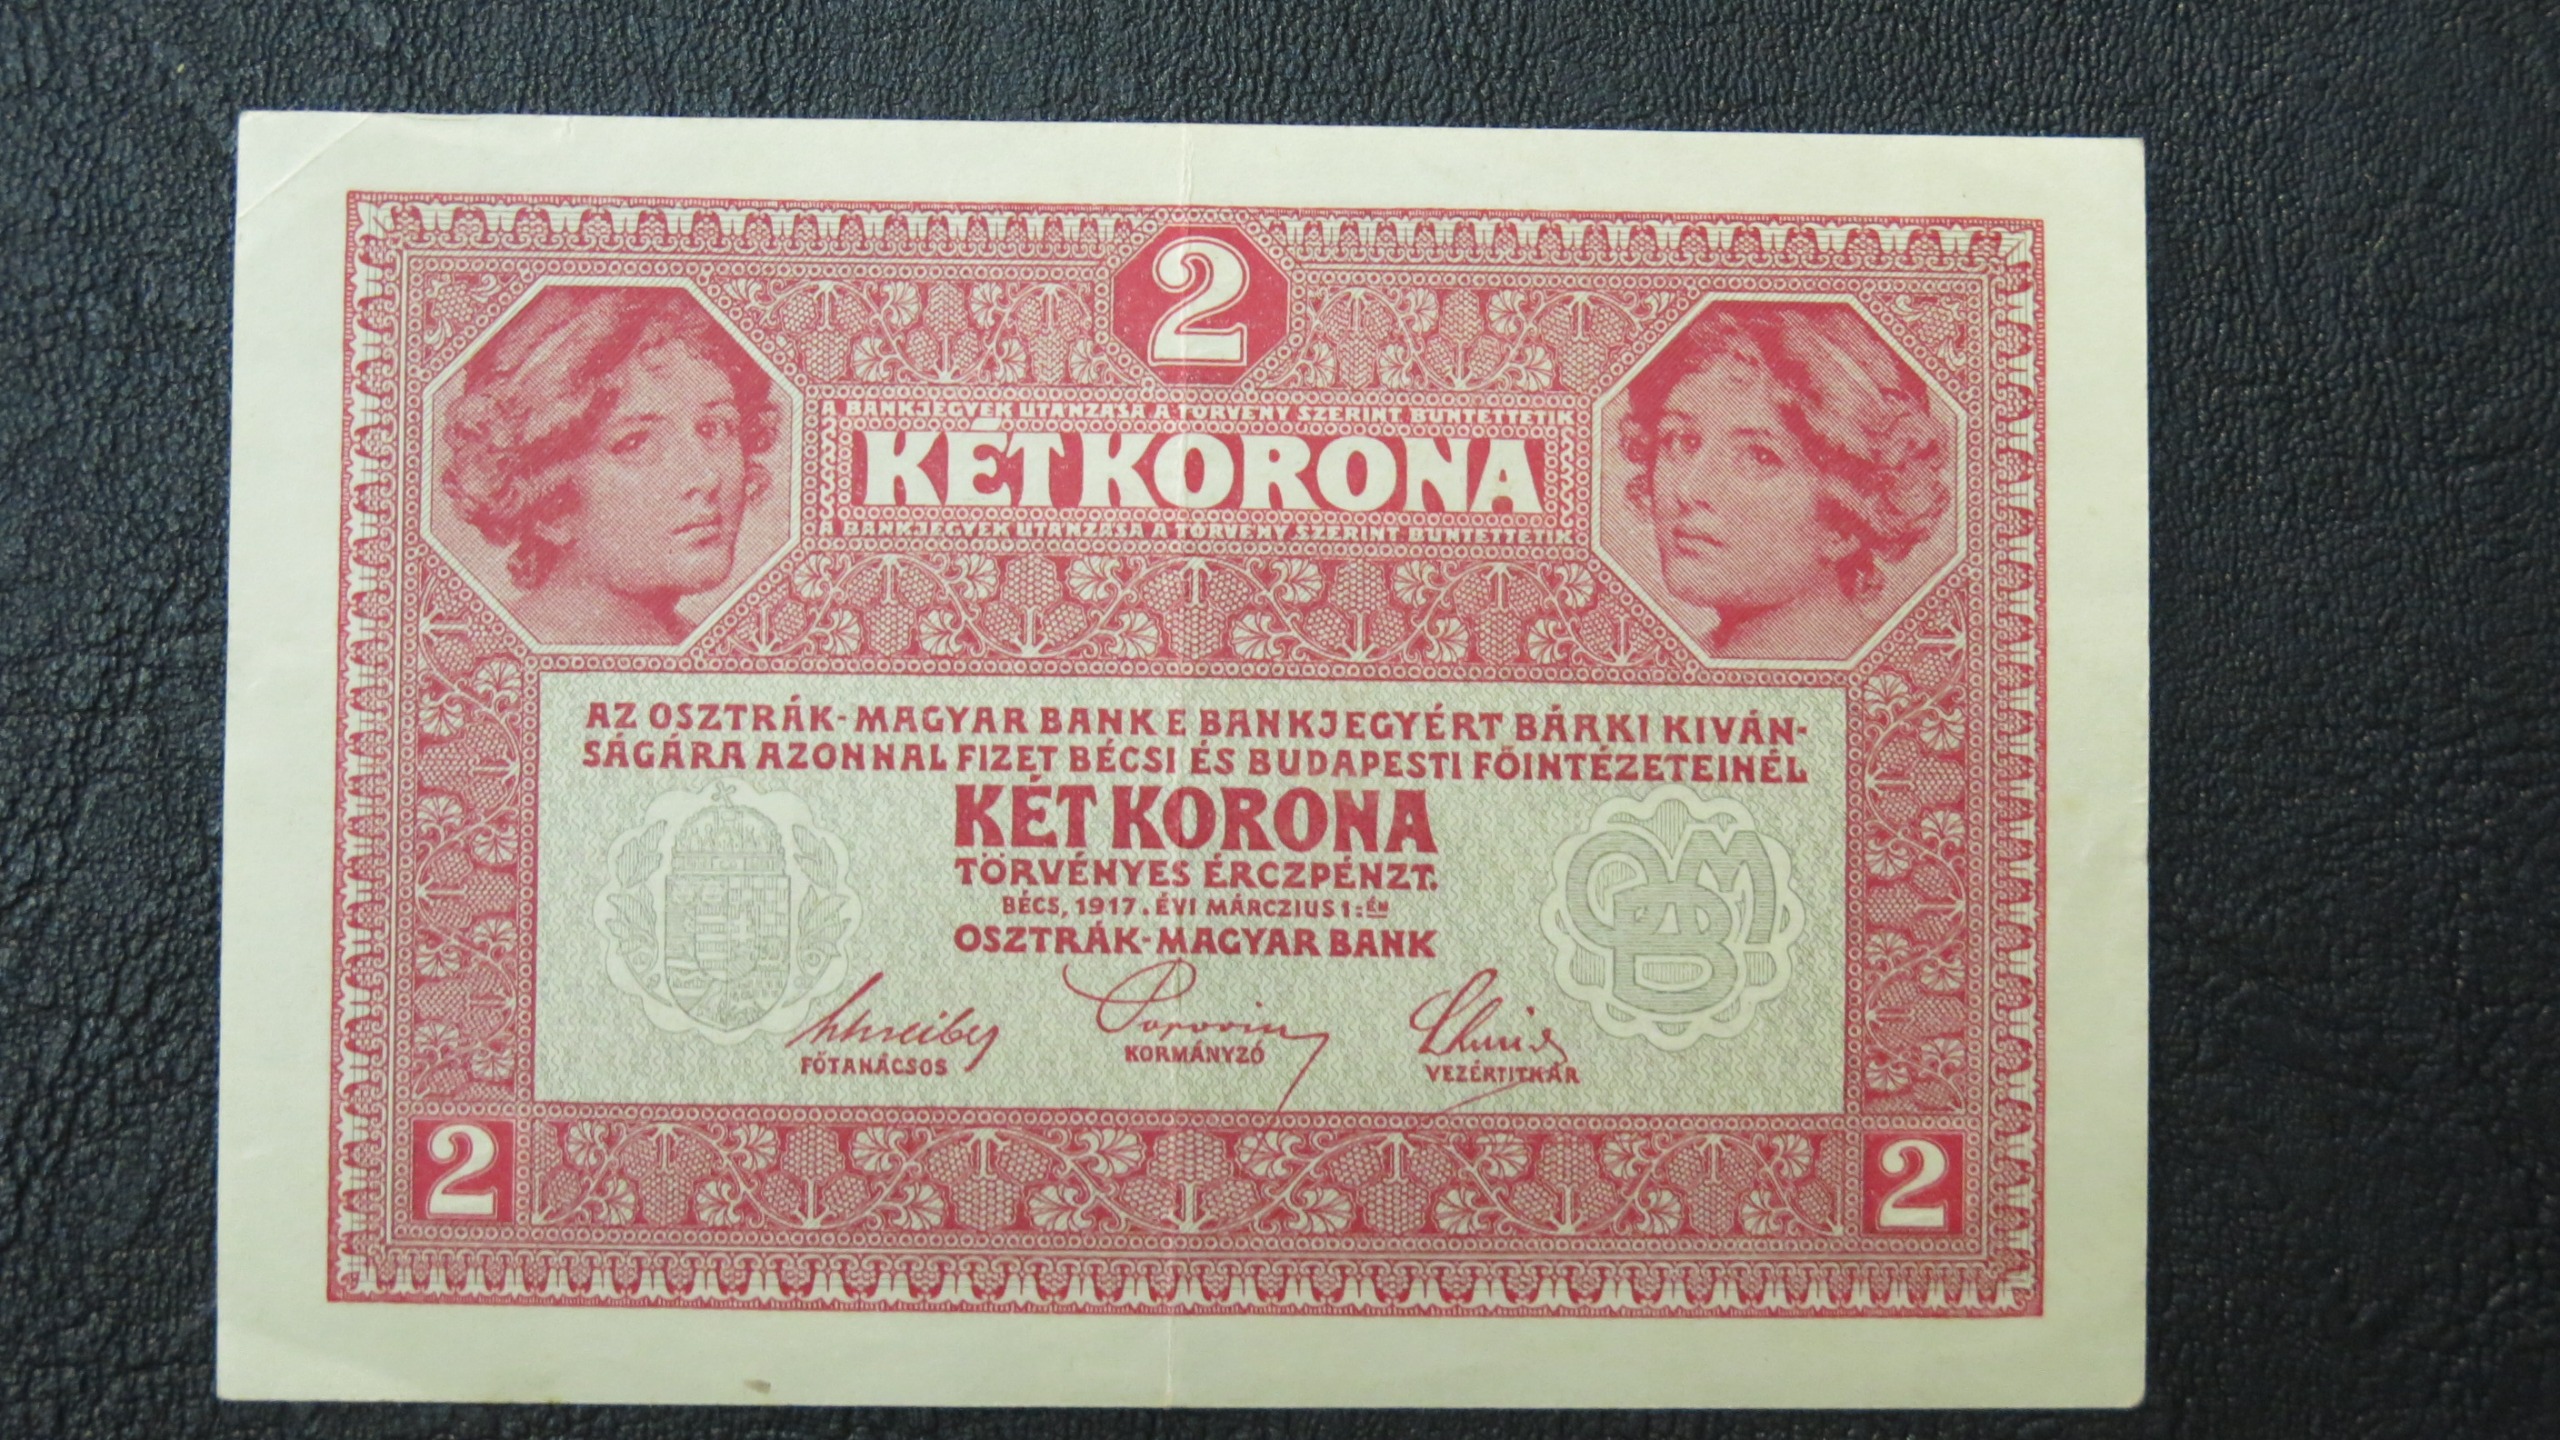 2
A BANKJEGYEK UTÁNZÁSA A TÖRVÉNY SZERINT BÜNTETTETIK
KÉT KORONA
A BANKJEGYEK UTÁNZÁSA A TÖRVÉNY SZERINT BÜNTETTETIK
AZ OSZTRÁK-MAGYAR BANK E BANKJEGYÉRT BÁRKI KIVÁN-
SÁGÁRA AZONNAL FIZET BÉCSI ÉS BUDAPESTI FŐINTÉZETEINÉL
KÉT KORONA
TÖRVÉNYES ÉRCZPÉNZT.
BÉCS, 1917. ÉVI MÁRCZIUS 1:ÉN
OSZTRÁK-MAGYAR BANK
FŐTANÁCSOS KORMÁNYZÓ VEZÉRTITKÁR
2 2